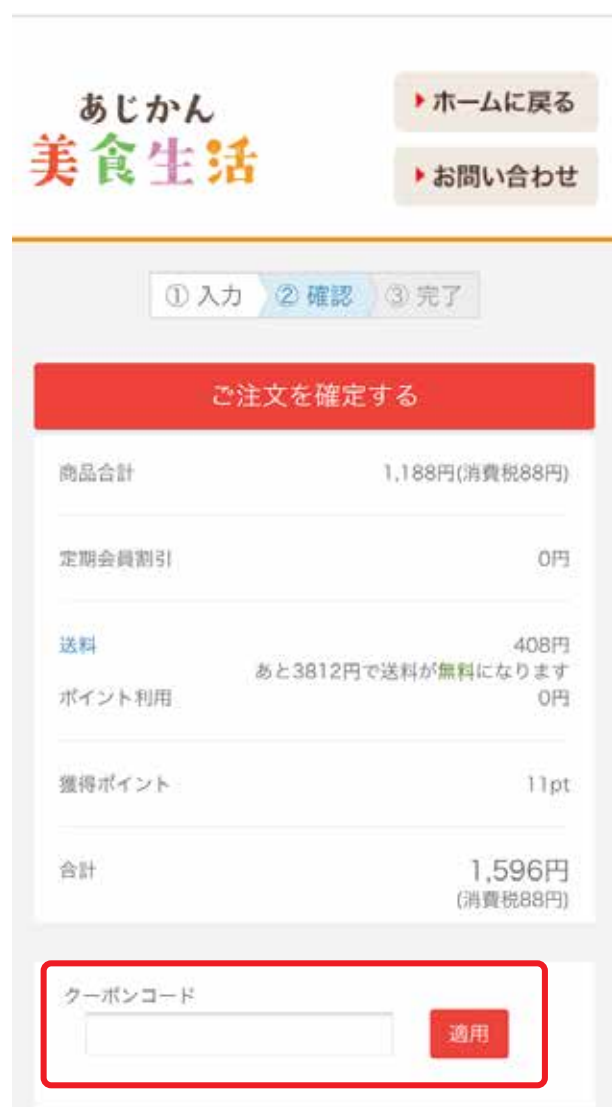 あじかん
美食生活
ホームに戻る
お問い合わせ
① 入力 ② 確認 ③ 完了
ご注文を確定する
商品合計 1,188円(消費税88円)
定期会員割引 0円
送料 408円
あと3812円で送料が無料になります
ポイント利用 0円
獲得ポイント 11pt
合計 1,596円
(消費税88円)
クーポンコード
適用